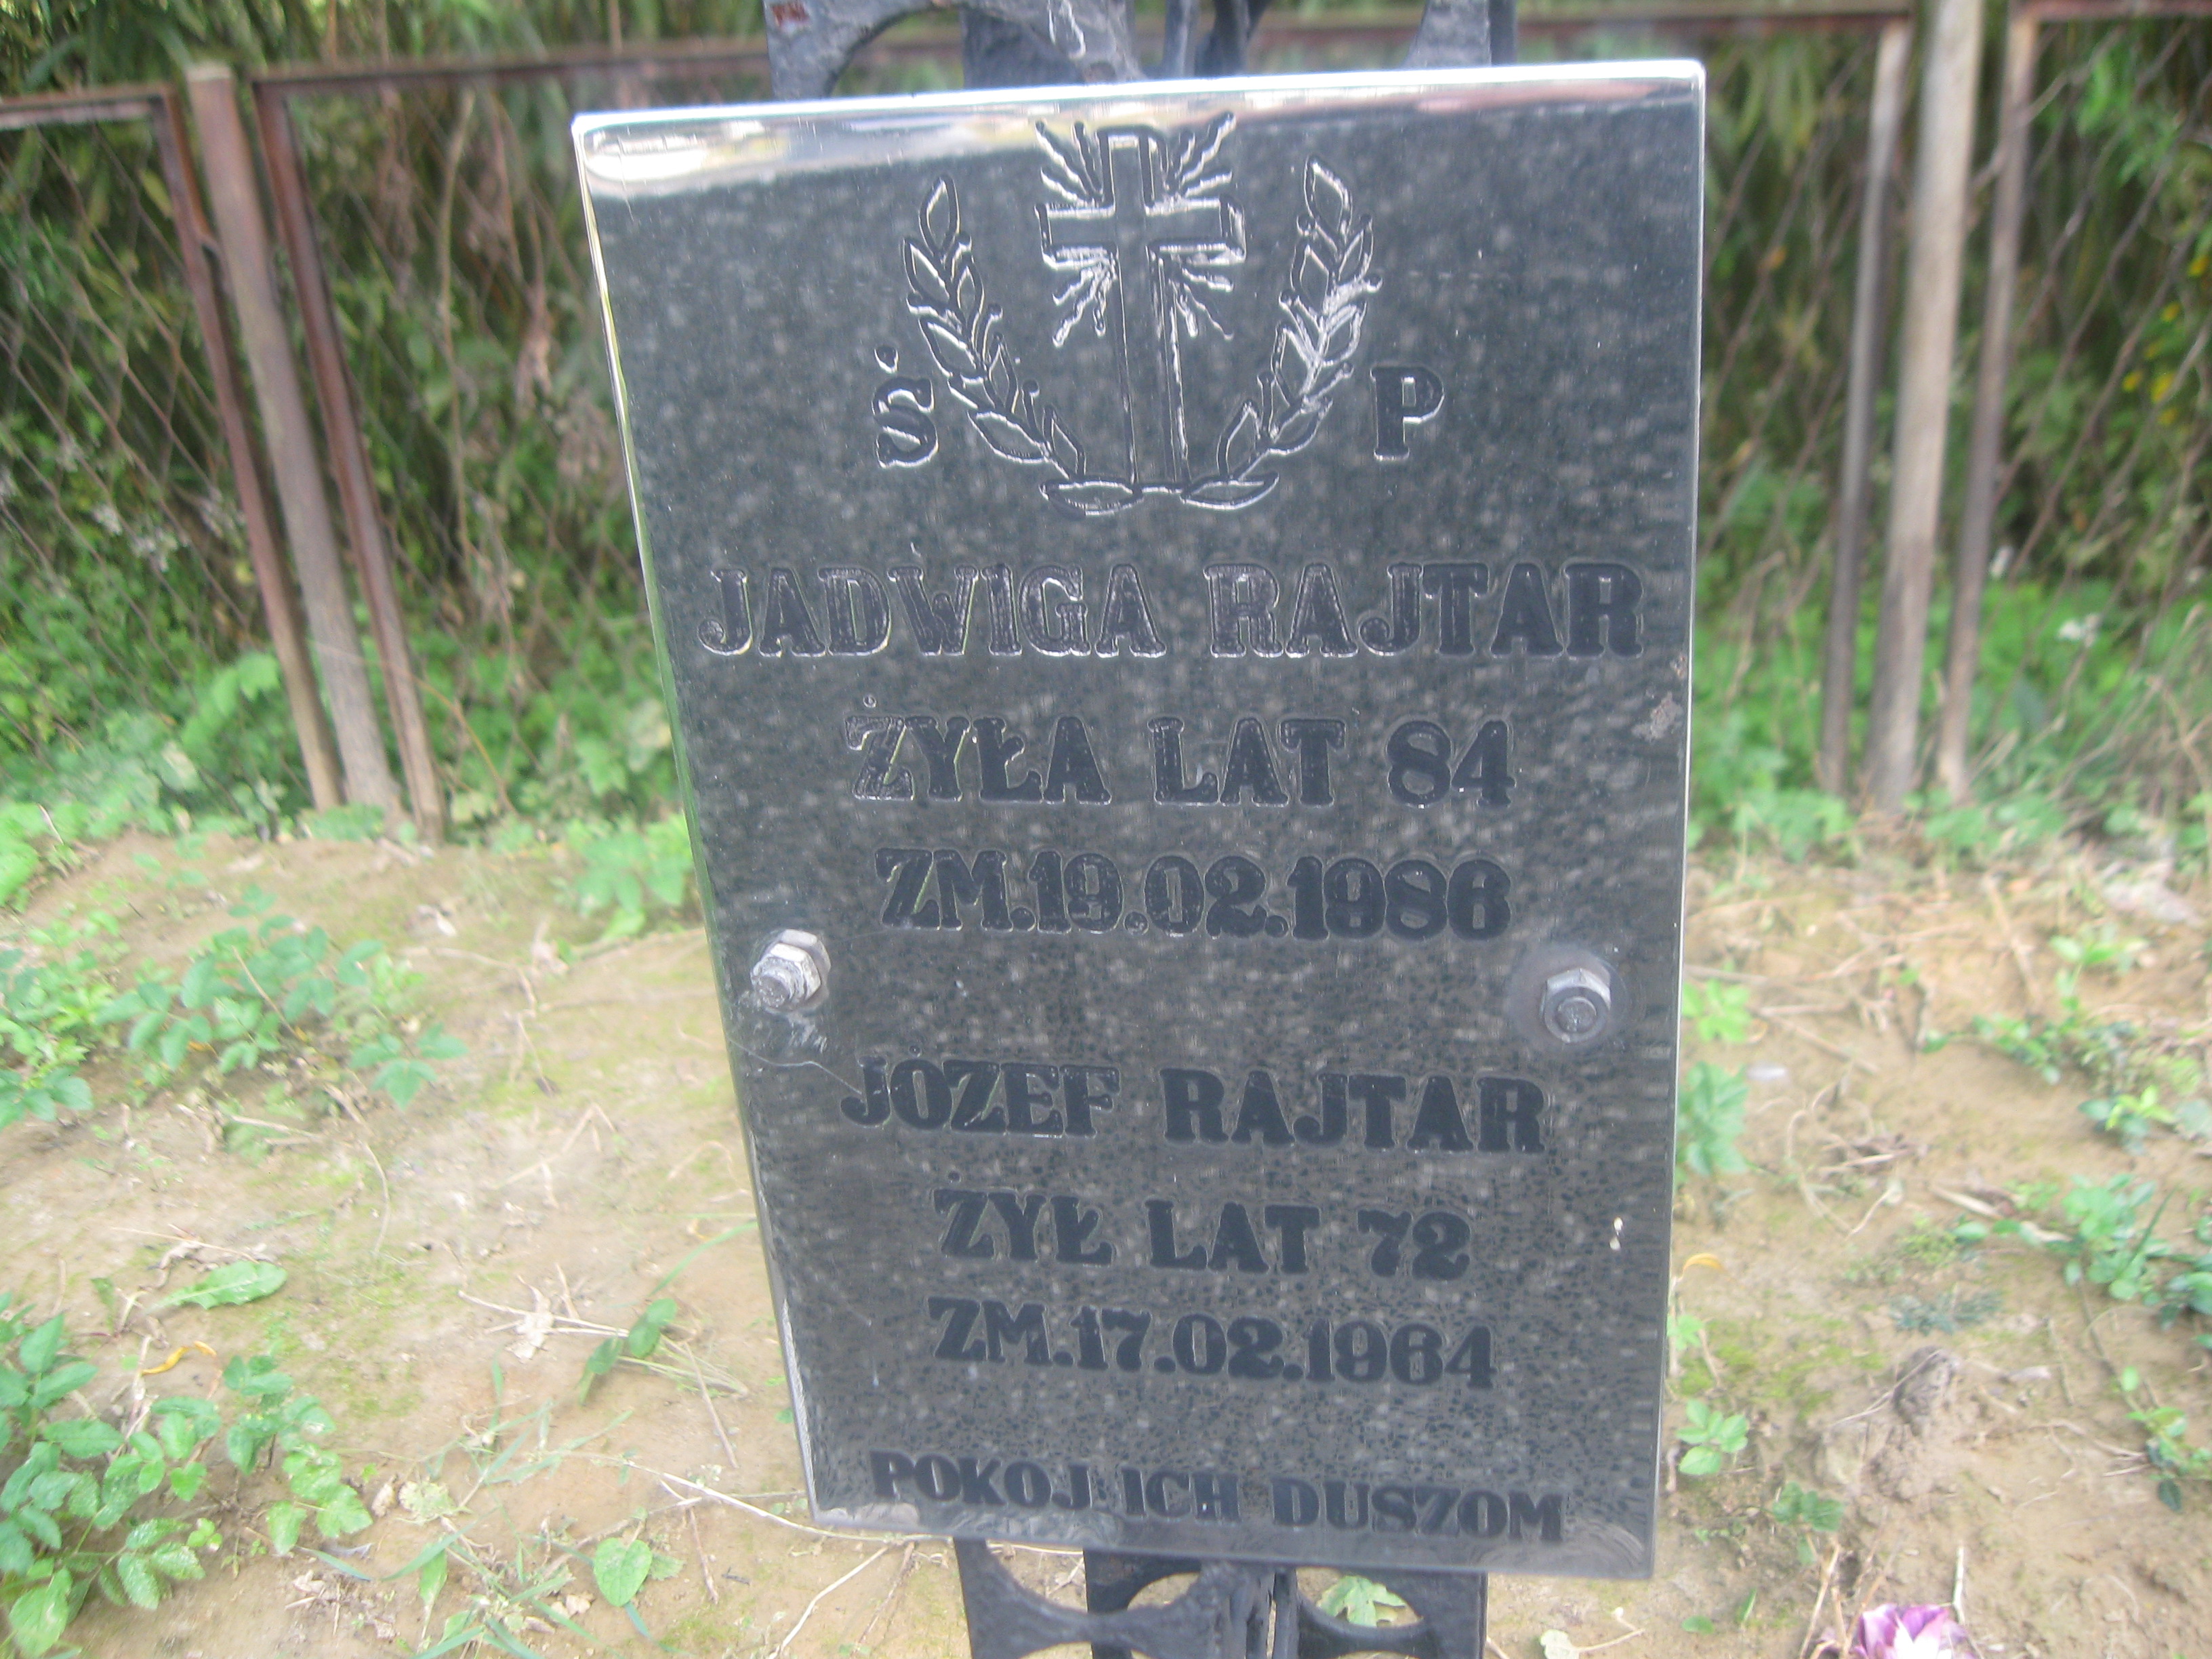 Ś P
JADWIGA RAJTAR
ŻYŁA LAT 84
ZM.19.02.1986
JÓZEF RAJTAR
ŻYŁ LAT 72
ZM.17.02.1964
POKOJ ICH DUSZOM